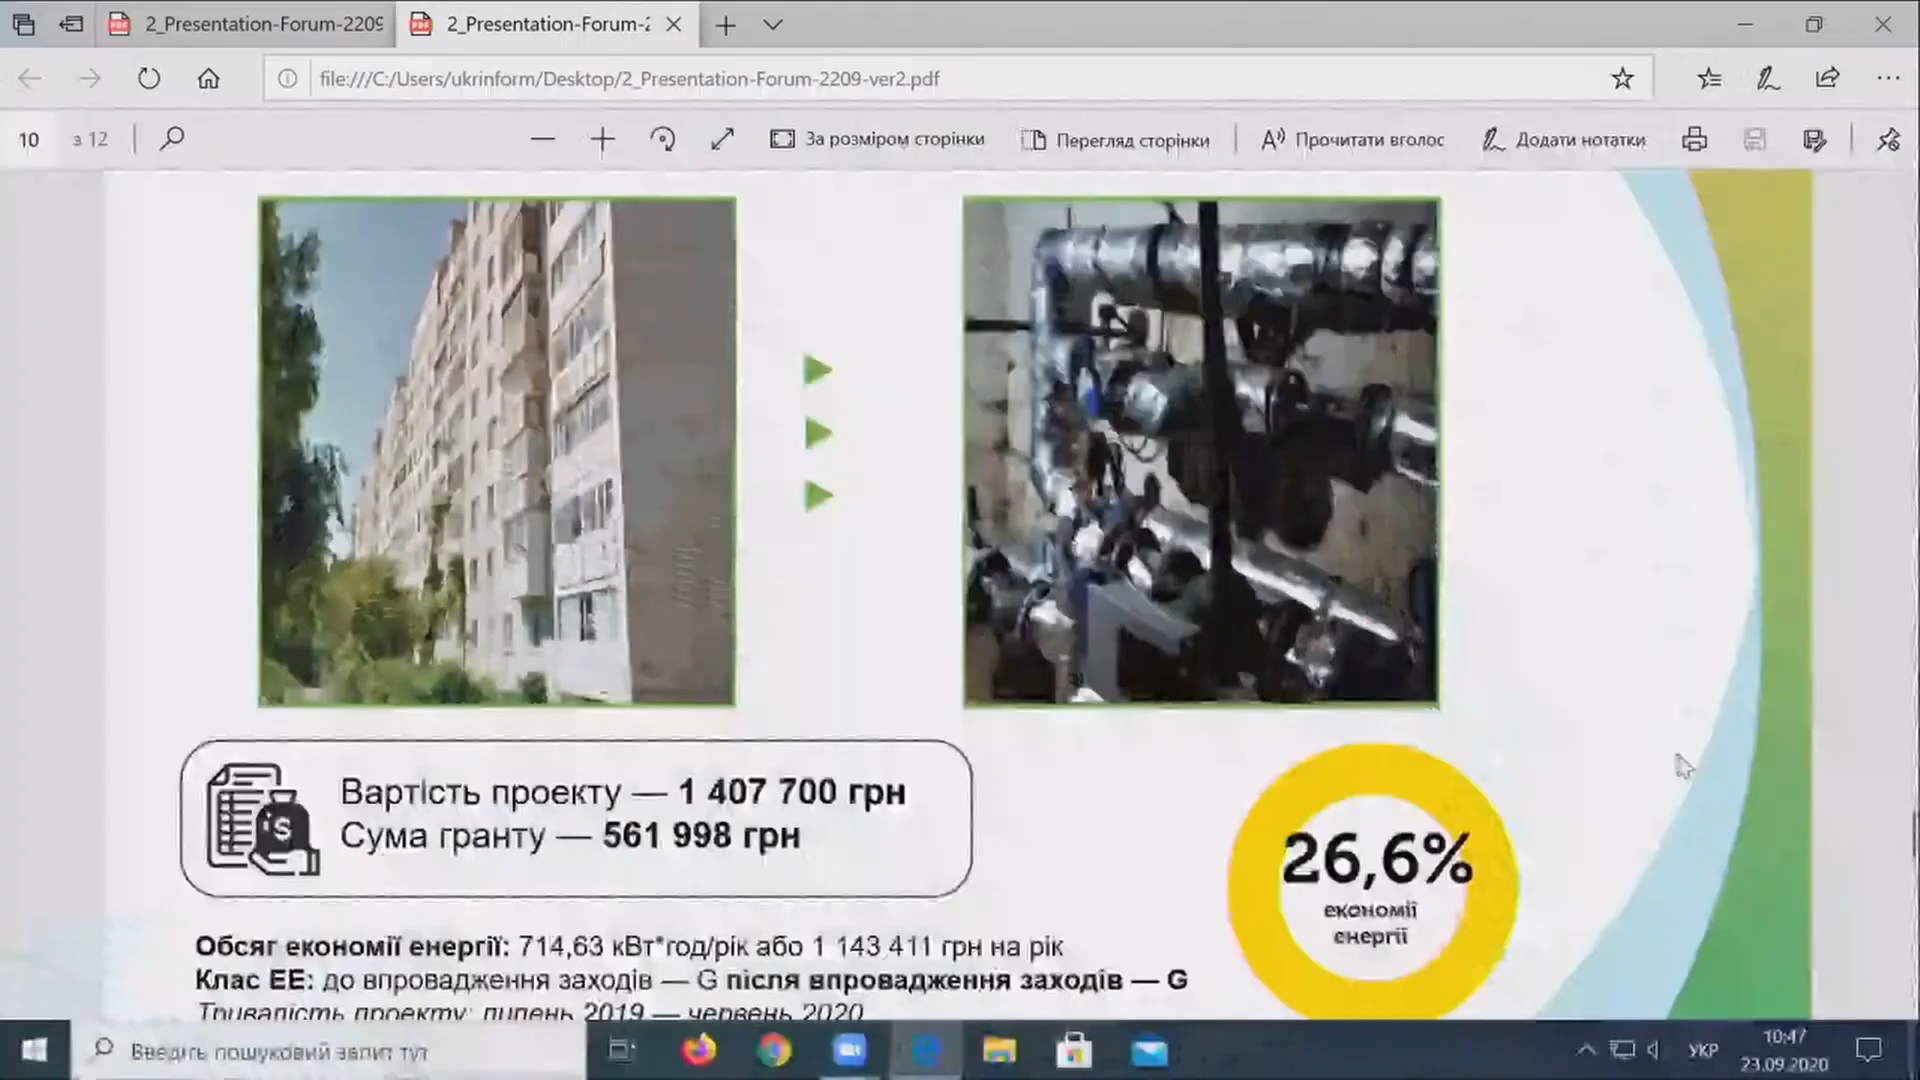 2_Presentation-Forum-2209
2_Presentation-Forum-2
file:///C:/Users/ukrinform/Desktop/2_Presentation-Forum-2209-ver2.pdf
10 з 12
За розміром сторінки
Перегляд сторінки
Прочитати вголос
Додати нотатки
Вартість проекту — 1 407 700 грн
Сума гранту — 561 998 грн
26,6%
економії
енергії
Обсяг економії енергії: 714,63 кВт*год/рік або 1 143 411 грн на рік
Клас ЕЕ: до впровадження заходів — G після впровадження заходів — G
Тривалість проекту: липень 2019 — червень 2020
Введіть пошуковий запит тут
УКР
10:47
23.09.2020